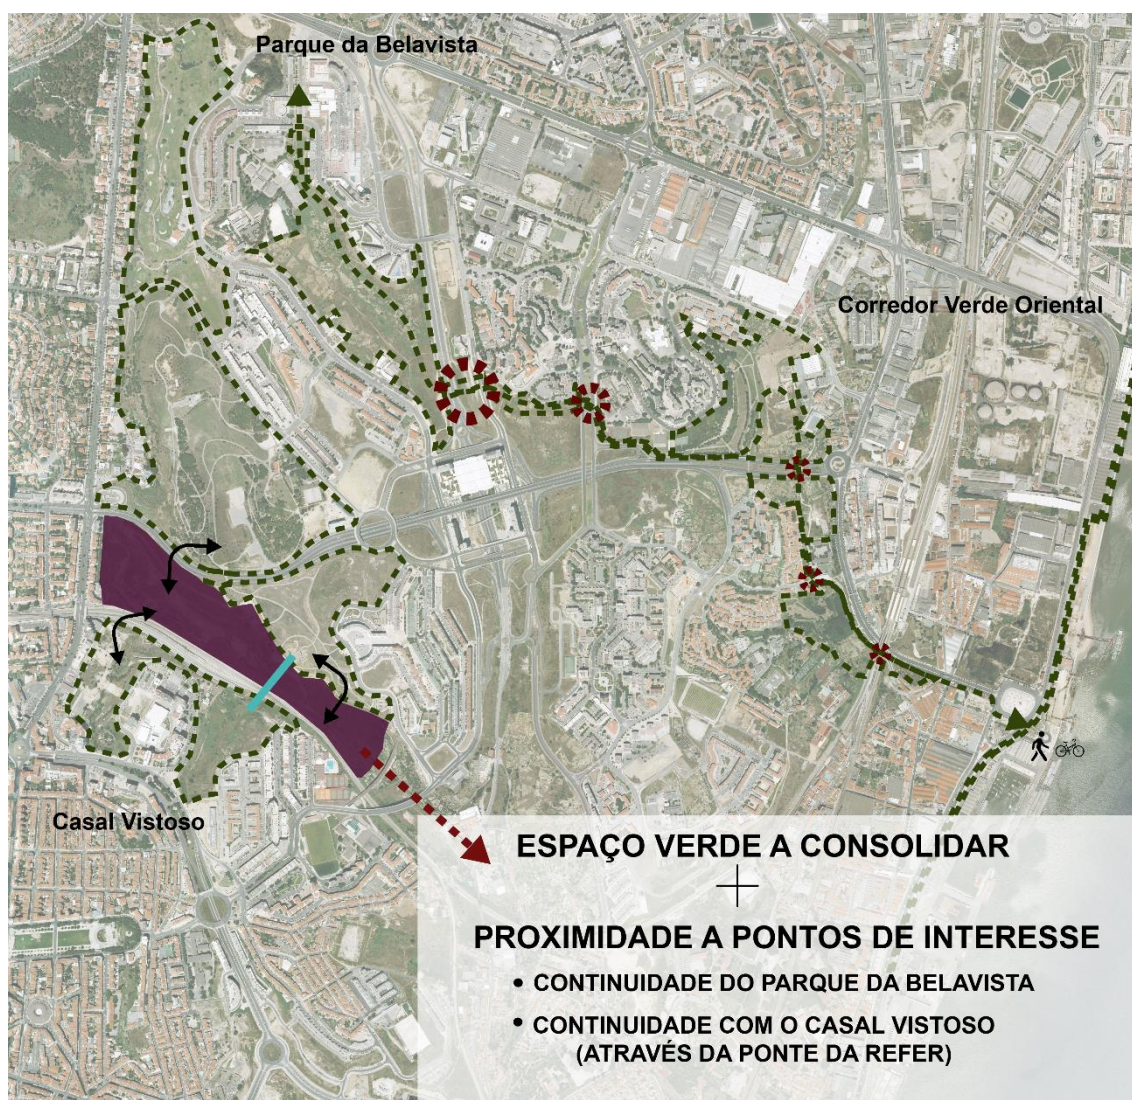 Parque da Belavista
Corredor Verde Oriental
Casal Vistoso
ESPAÇO VERDE A CONSOLIDAR
PROXIMIDADE A PONTOS DE INTERESSE
• CONTINUIDADE DO PARQUE DA BELAVISTA
• CONTINUIDADE COM O CASAL VISTOSO
(ATRAVÉS DA PONTE DA REFER)